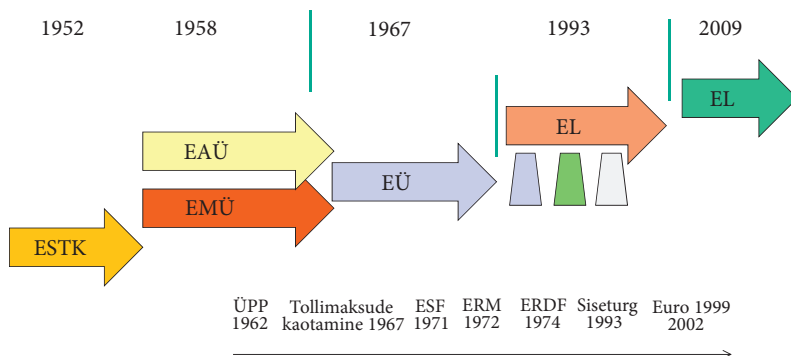 1952 1958 1967 1993 2009
EL
EL
EAÜ
EÜ
EMÜ
ESTK
ÜPP Tollimaksude ESF ERM ERDF Siseturg Euro 1999
1962 kaotamine 1967 1971 1972 1974 1993 2002